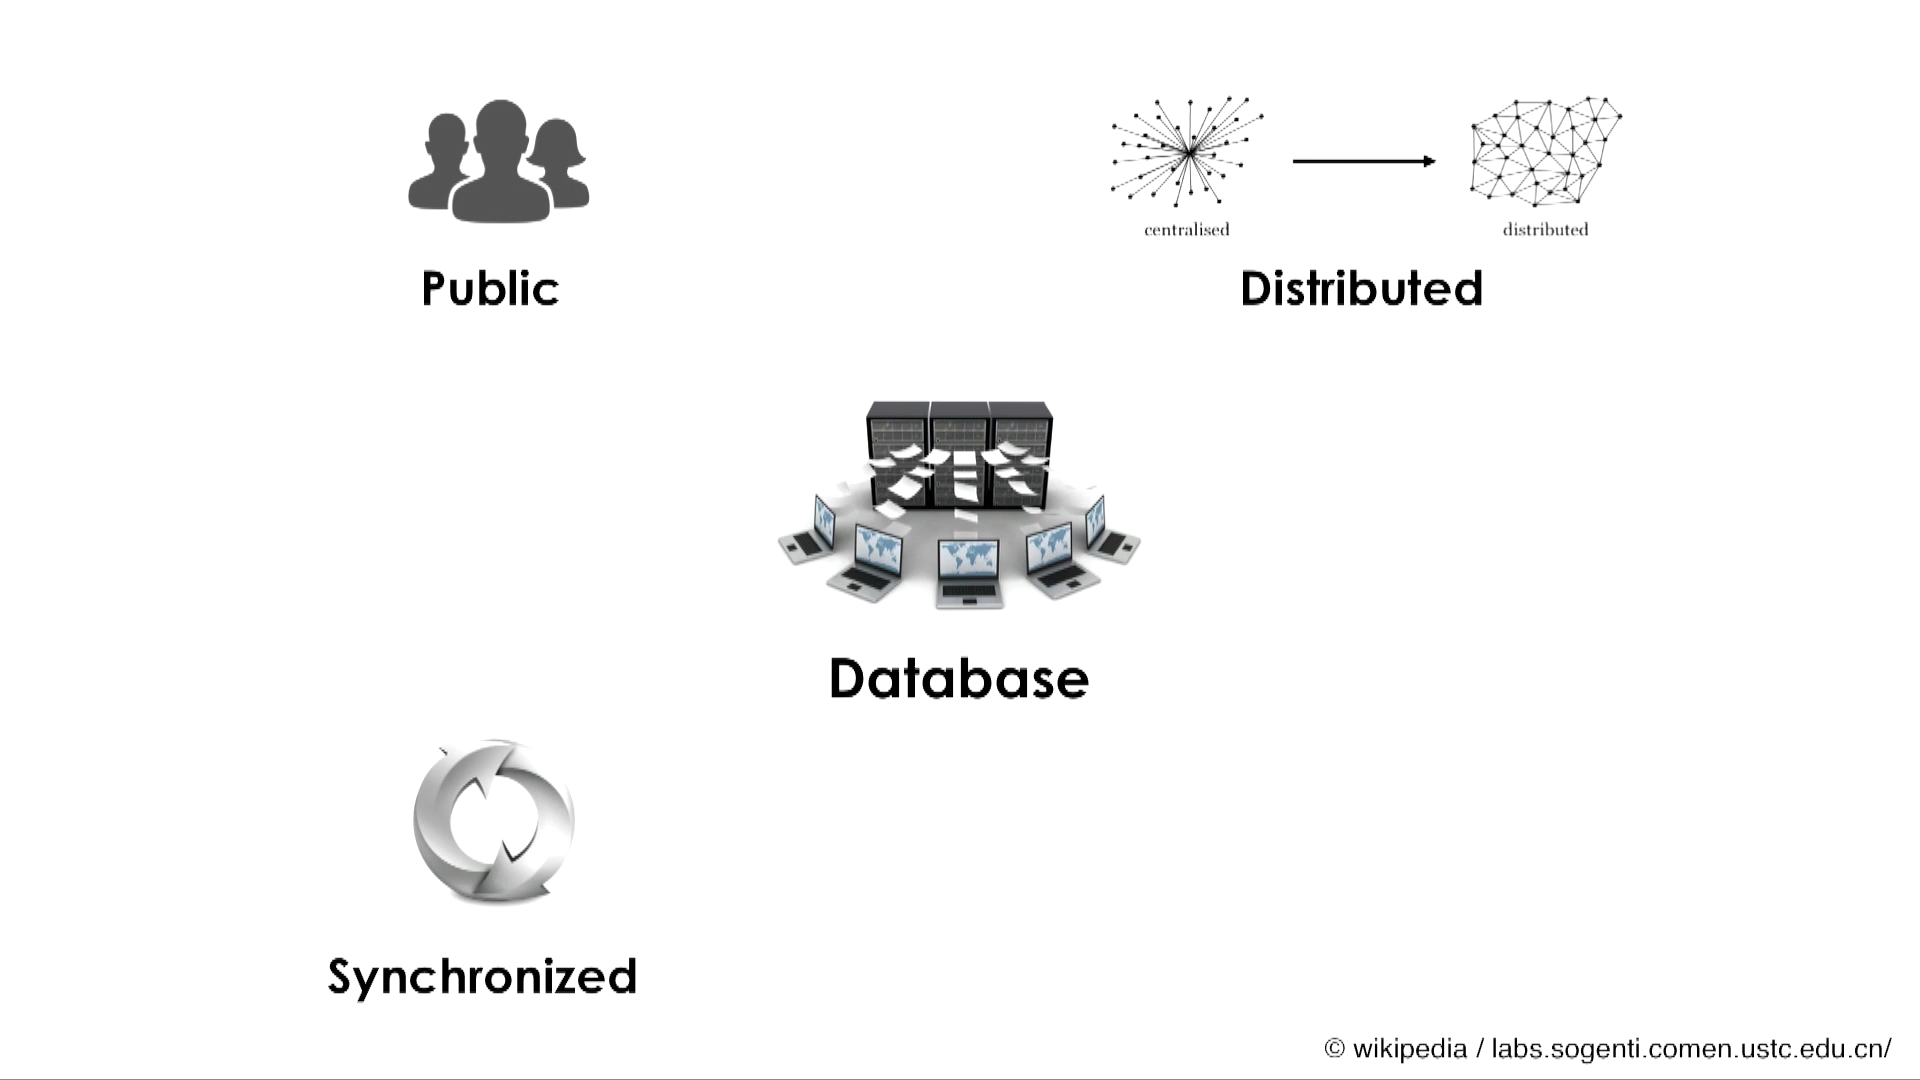 centralised
distributed
Public
Distributed
Database
Synchronized
© wikipedia / labs.sogenti.comen.ustc.edu.cn/